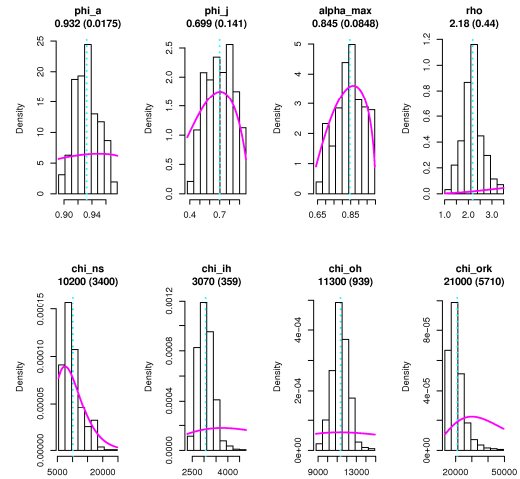 phi_a
0.932 (0.0175)
phi_j
0.699 (0.141)
alpha_max
0.845 (0.0848)
rho
2.18 (0.44)
Density
0 5 10 15 20 25
0.90 0.94
Density
0.0 0.5 1.0 1.5 2.0 2.5
0.4 0.7
Density
0 1 2 3 4 5
0.65 0.85
Density
0.0 0.2 0.4 0.6 0.8 1.0 1.2
1.0 2.0 3.0
chi_ns
10200 (3400)
chi_ih
3070 (359)
chi_oh
11300 (939)
chi_ork
21000 (5710)
Density
0.00000 0.00005 0.00010 0.00015
5000 20000
Density
0.0000 0.0004 0.0008 0.0012
2500 4000
Density
0e+00 2e-04 4e-04
9000 13000
Density
0e+00 4e-05 8e-05
20000 50000